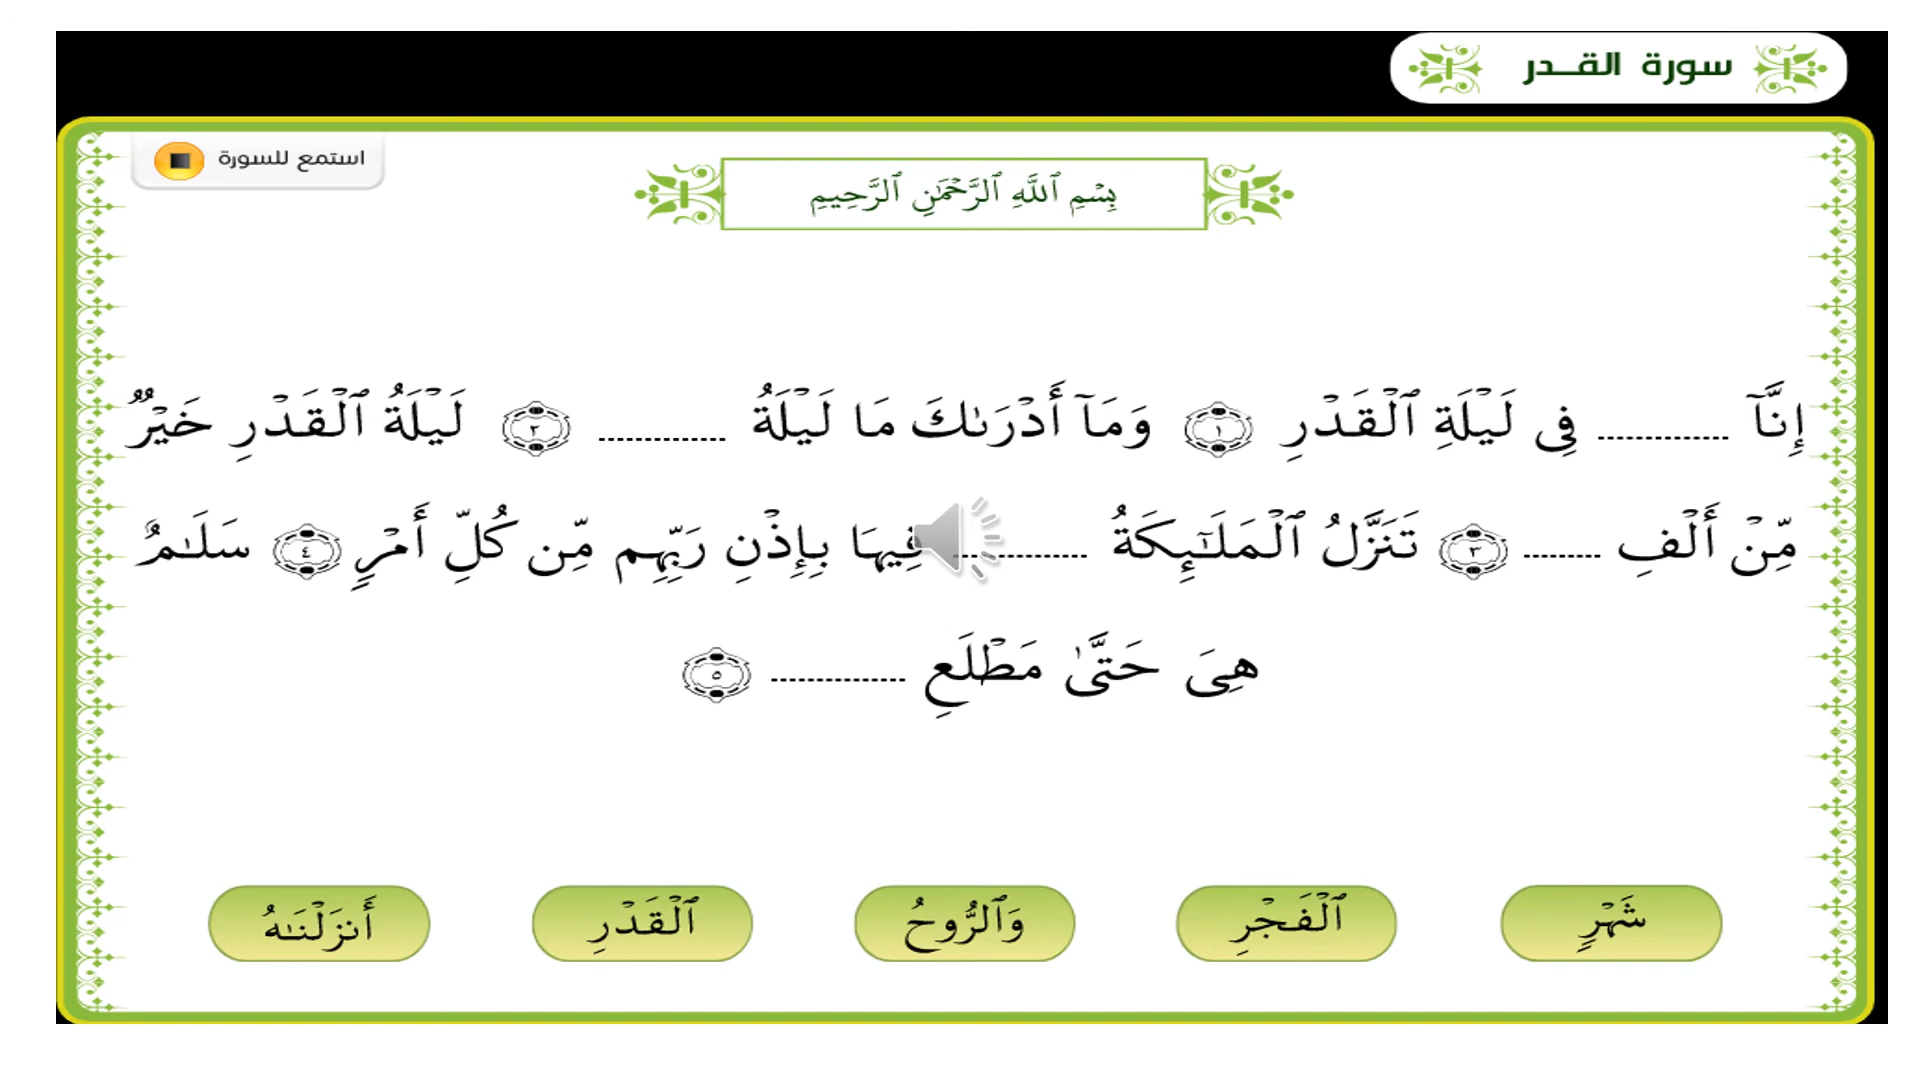 سورة القـــدر
استمع للسورة
بِسْمِ ٱللَّهِ ٱلرَّحْمَٰنِ ٱلرَّحِيمِ
إِنَّآ ............. فِى لَيْلَةِ ٱلْقَدْرِ ١ وَمَآ أَدْرَىٰكَ مَا لَيْلَةُ ............. ٢ لَيْلَةُ ٱلْقَدْرِ خَيْرٌ
مِّنْ أَلْفِ ........ ٣ تَنَزَّلُ ٱلْمَلَٰٓئِكَةُ ............. فِيهَا بِإِذْنِ رَبِّهِم مِّن كُلِّ أَمْرٍ ٤ سَلَٰمٌ
هِىَ حَتَّىٰ مَطْلَعِ ............. ٥
شَهْرٍ ٱلْفَجْرِ وَٱلرُّوحُ ٱلْقَدْرِ أَنزَلْنَٰهُ